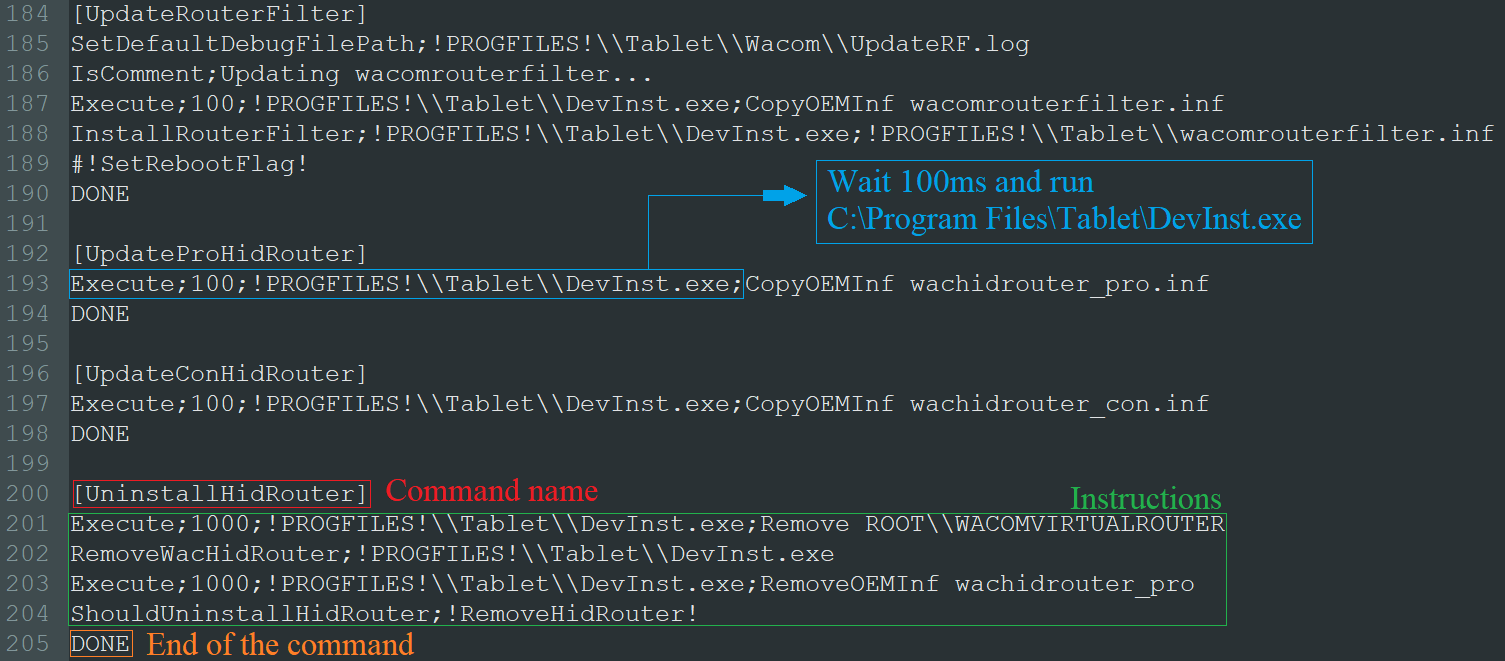 184 [UpdateRouterFilter]
185 SetDefaultDebugFilePath;!PROGFILES!\\Tablet\\Wacom\\UpdateRF.log
186 IsComment;Updating wacomrouterfilter...
187 Execute;100;!PROGFILES!\\Tablet\\DevInst.exe;CopyOEMInf wacomrouterfilter.inf
188 InstallRouterFilter;!PROGFILES!\\Tablet\\DevInst.exe;!PROGFILES!\\Tablet\\wacomrouterfilter.inf
189 #!SetRebootFlag!
190 DONE
Wait 100ms and run
C:\Program Files\Tablet\DevInst.exe
191
192 [UpdateProHidRouter]
193 Execute;100;!PROGFILES!\\Tablet\\DevInst.exe;CopyOEMInf wachidrouter_pro.inf
194 DONE
195
196 [UpdateConHidRouter]
197 Execute;100;!PROGFILES!\\Tablet\\DevInst.exe;CopyOEMInf wachidrouter_con.inf
198 DONE
199
200 [UninstallHidRouter] Command name
Instructions
201 Execute;1000;!PROGFILES!\\Tablet\\DevInst.exe;Remove ROOT\\WACOMVIRTUALROUTER
202 RemoveWacHidRouter;!PROGFILES!\\Tablet\\DevInst.exe
203 Execute;1000;!PROGFILES!\\Tablet\\DevInst.exe;RemoveOEMInf wachidrouter_pro
204 ShouldUninstallHidRouter;!RemoveHidRouter!
205 DONE End of the command